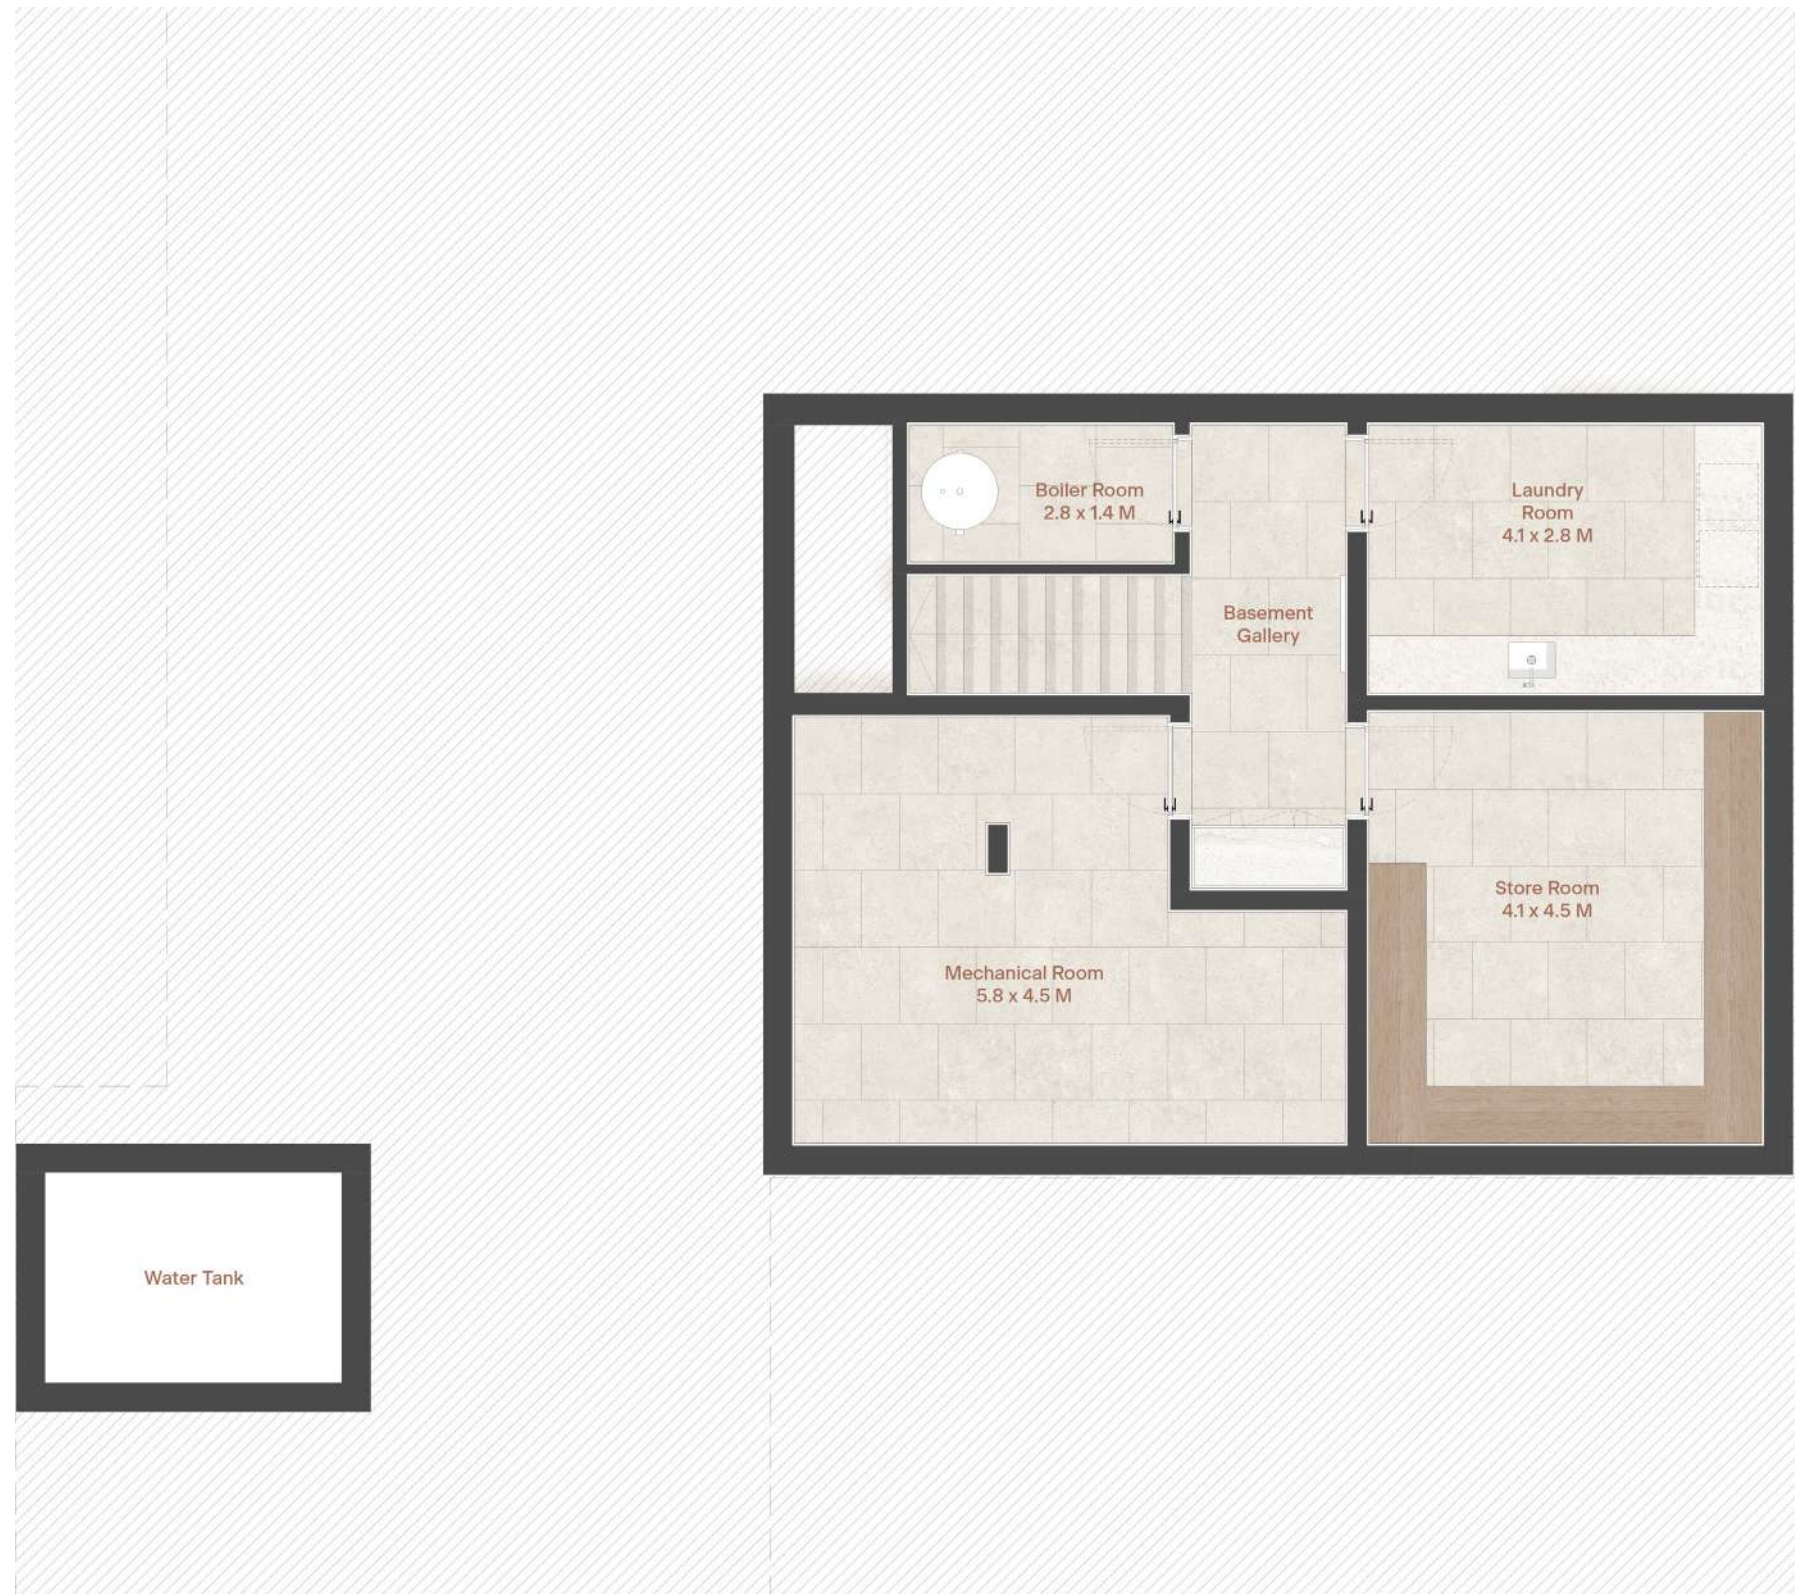 Boiler Room
2.8 x 1.4 M
Laundry
Room
4.1 x 2.8 M
Basement
Gallery
Store Room
4.1 x 4.5 M
Mechanical Room
5.8 x 4.5 M
Water Tank